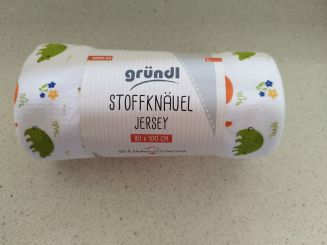 gründl
STOFFKNÄUEL
JERSEY
80 x 100 CM